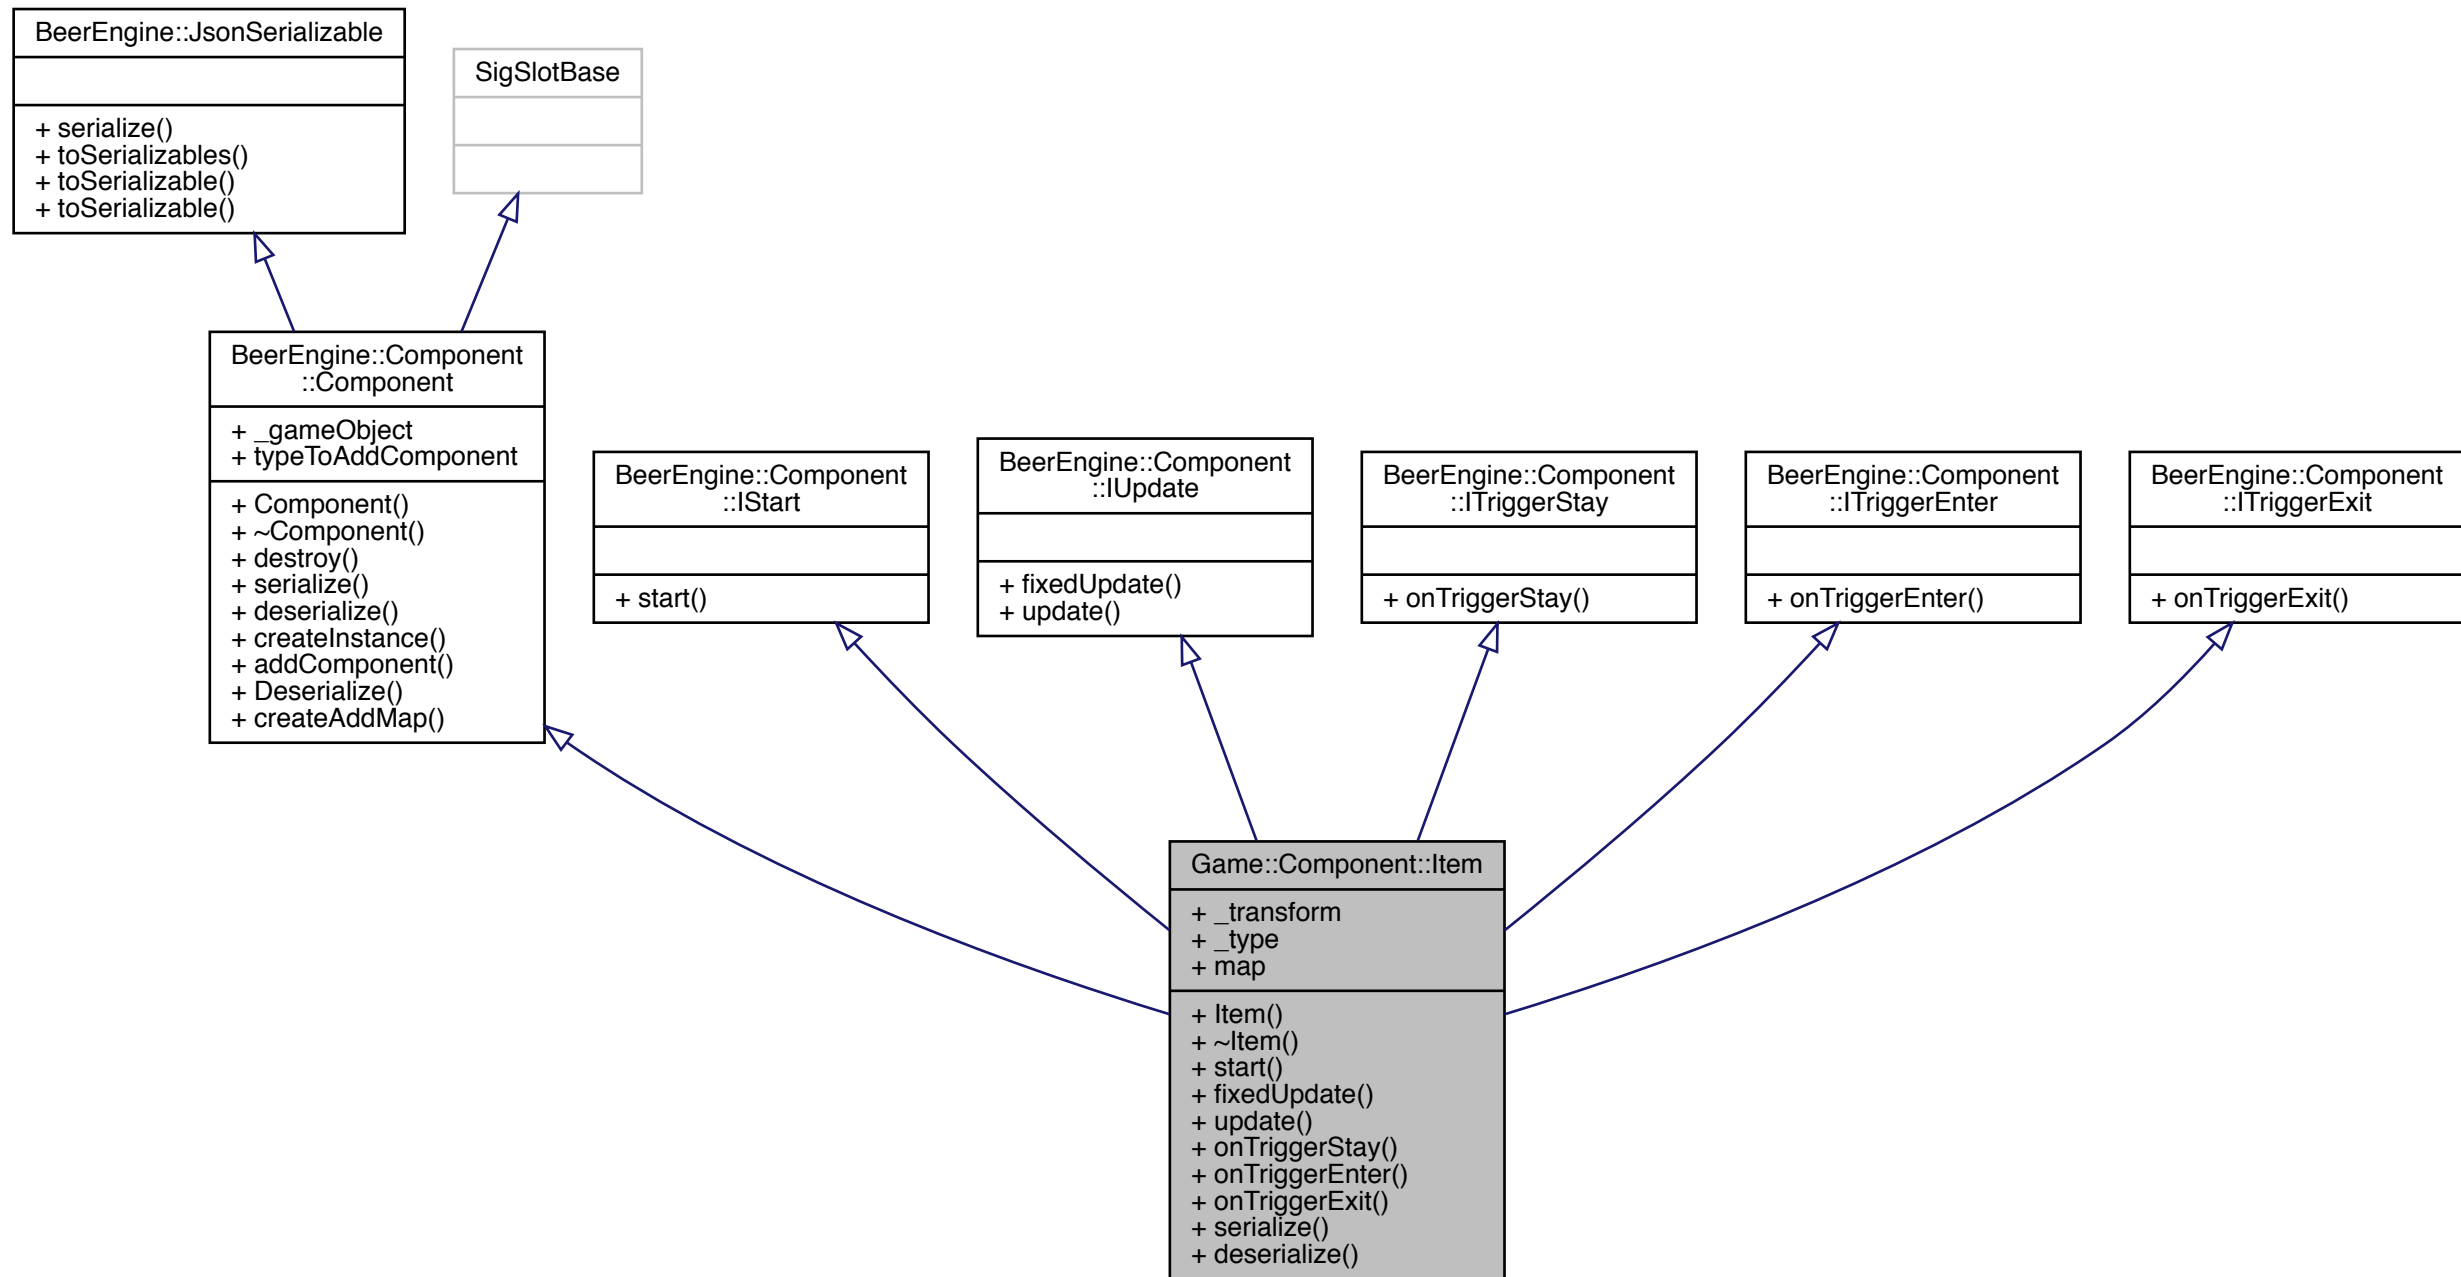 BeerEngine::JsonSerializable
+ serialize()
+ toSerializables()
+ toSerializable()
+ toSerializable()
SigSlotBase
BeerEngine::Component
::Component
+ _gameObject
+ typeToAddComponent
+ Component()
+ ~Component()
+ destroy()
+ serialize()
+ deserialize()
+ createInstance()
+ addComponent()
+ Deserialize()
+ createAddMap()
BeerEngine::Component
::IStart
+ start()
BeerEngine::Component
::IUpdate
+ fixedUpdate()
+ update()
BeerEngine::Component
::ITriggerStay
+ onTriggerStay()
BeerEngine::Component
::ITriggerEnter
+ onTriggerEnter()
BeerEngine::Component
::ITriggerExit
+ onTriggerExit()
Game::Component::Item
+ _transform
+ _type
+ map
+ Item()
+ ~Item()
+ start()
+ fixedUpdate()
+ update()
+ onTriggerStay()
+ onTriggerEnter()
+ onTriggerExit()
+ serialize()
+ deserialize()